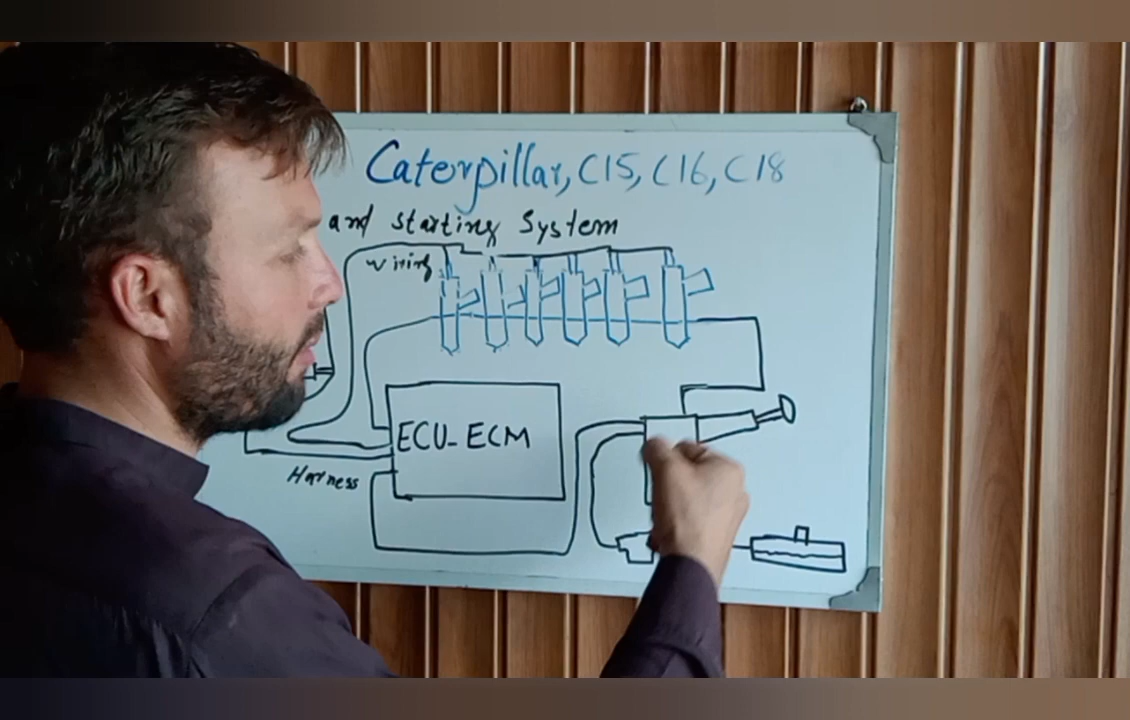 Caterpillar, C15, C16, C18
and starting System
Wiring
ECU-ECM
Harness